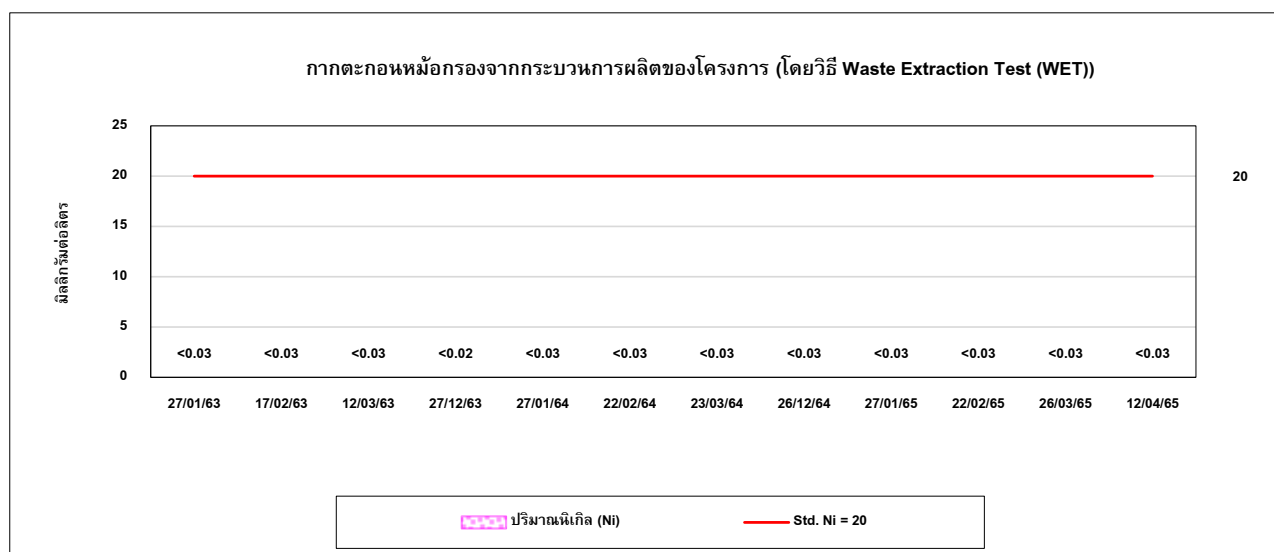 กากตะกอนหม้อกรองจากกระบวนการผลิตของโครงการ (โดยวิธี Waste Extraction Test (WET))
มิลลิกรัมต่อลิตร
25
20
15
10
5
0
20
<0.03 <0.03 <0.03 <0.02 <0.03 <0.03 <0.03 <0.03 <0.03 <0.03 <0.03 <0.03
27/01/63 17/02/63 12/03/63 27/12/63 27/01/64 22/02/64 23/03/64 26/12/64 27/01/65 22/02/65 26/03/65 12/04/65
ปริมาณนิเกิล (Ni) Std. Ni = 20